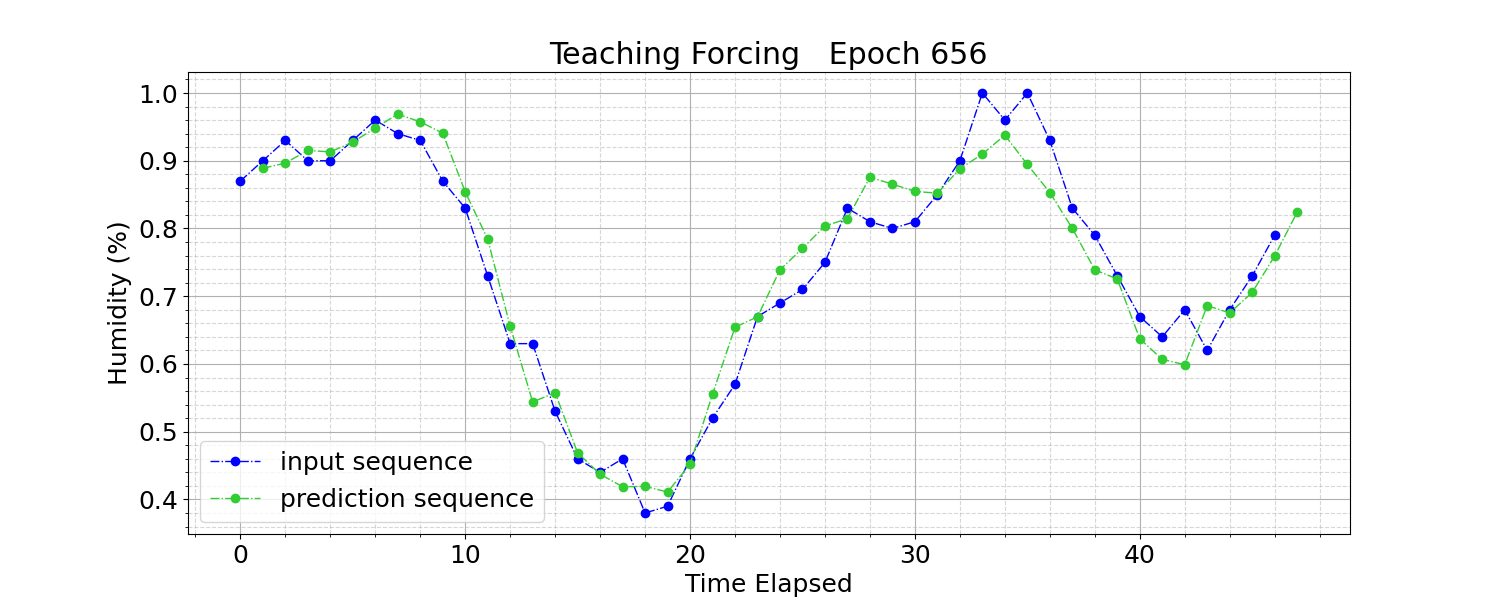 Teaching Forcing   Epoch 656
Humidity (%)
1.0
0.9
0.8
0.7
0.6
0.5
0.4
input sequence
prediction sequence
0 10 20 30 40
Time Elapsed